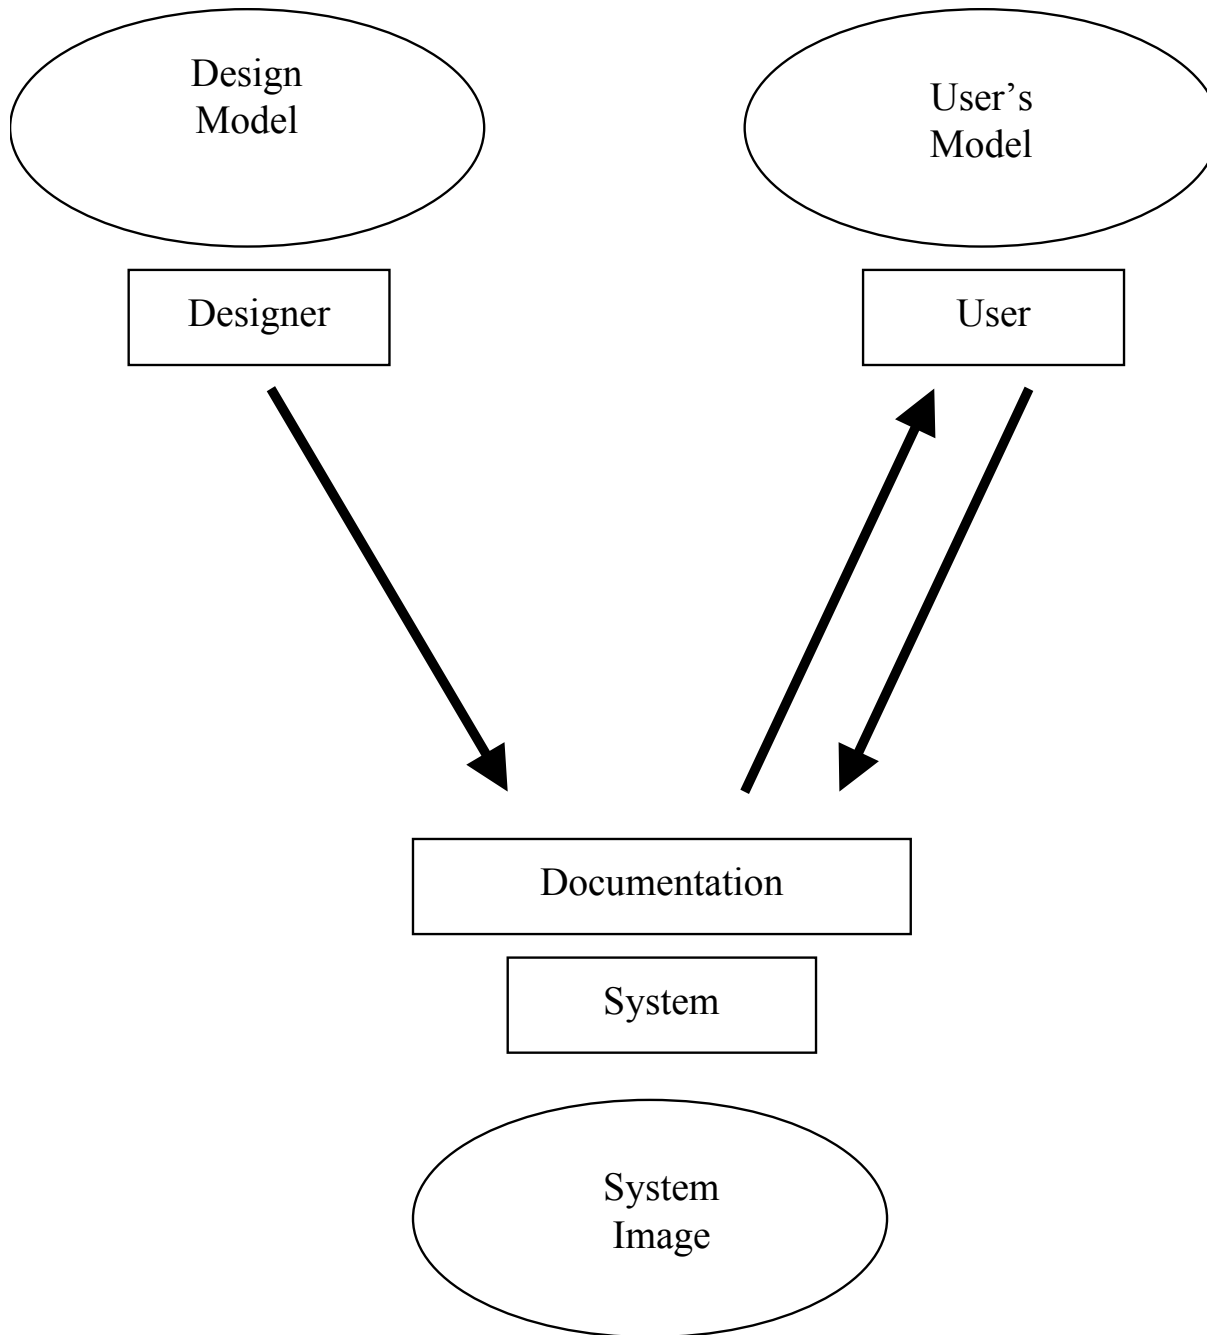 Design
Model
User’s
Model
Designer
User
Documentation
System
System
Image